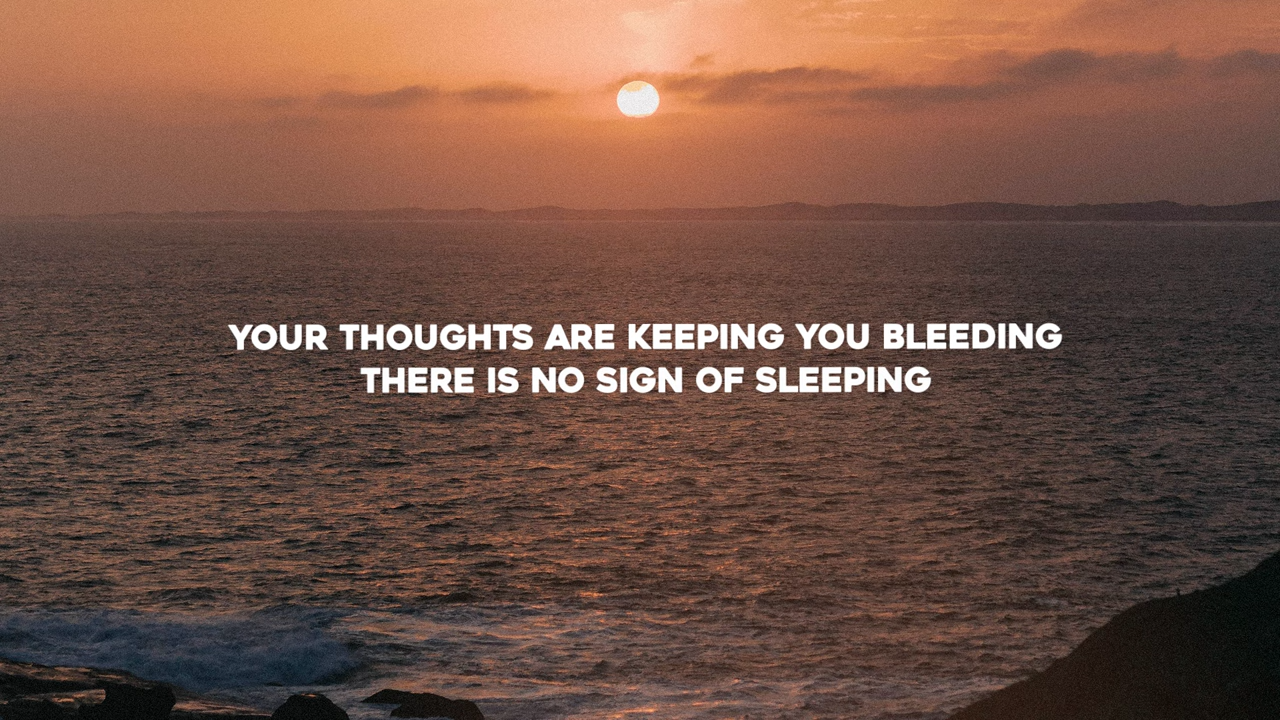 YOUR THOUGHTS ARE KEEPING YOU BLEEDING
THERE IS NO SIGN OF SLEEPING